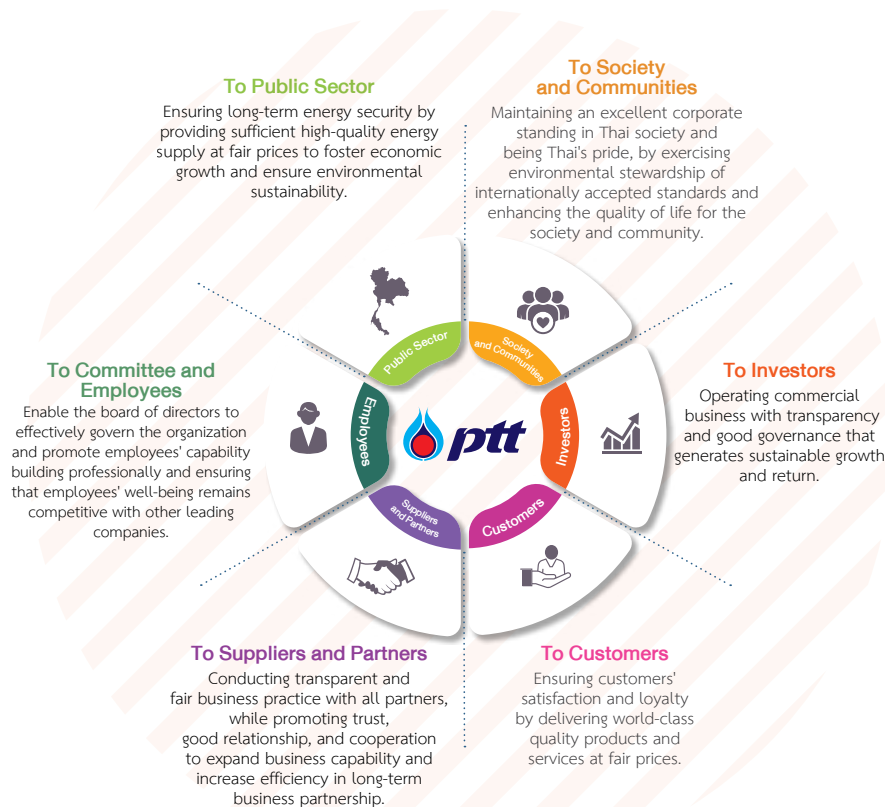 To Public Sector
Ensuring long-term energy security by
providing sufficient high-quality energy
supply at fair prices to foster economic
growth and ensure environmental
sustainability.
To Society
and Communities
Maintaining an excellent corporate
standing in Thai society and
being Thai's pride, by exercising
environmental stewardship of
internationally accepted standards and
enhancing the quality of life for the
society and community.
To Committee and
Employees
Enable the board of directors to
effectively govern the organization
and promote employees' capability
building professionally and ensuring
that employees' well-being remains
competitive with other leading
companies.
Public Sector
Society
and Communities
Employees
ptt
Investors
Suppliers
and Partners
Customers
To Investors
Operating commercial
business with transparency
and good governance that
generates sustainable growth
and return.
To Suppliers and Partners
Conducting transparent and
fair business practice with all partners,
while promoting trust,
good relationship, and cooperation
to expand business capability and
increase efficiency in long-term
business partnership.
To Customers
Ensuring customers'
satisfaction and loyalty
by delivering world-class
quality products and
services at fair prices.